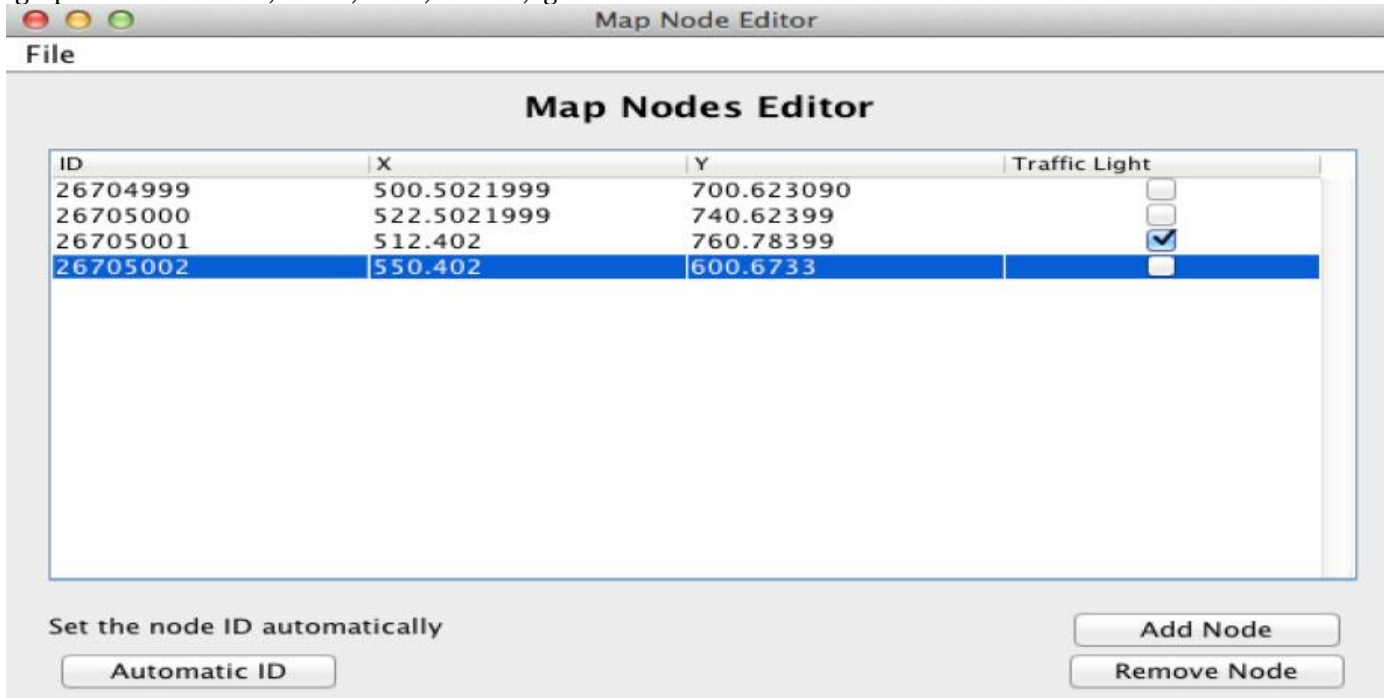 Map Node Editor
File
Map Nodes Editor
ID X Y Traffic Light
26704999 500.5021999 700.623090
26705000 522.5021999 740.62399
26705001 512.402 760.78399
26705002 550.402 600.6733
Set the node ID automatically
Add Node
Automatic ID
Remove Node